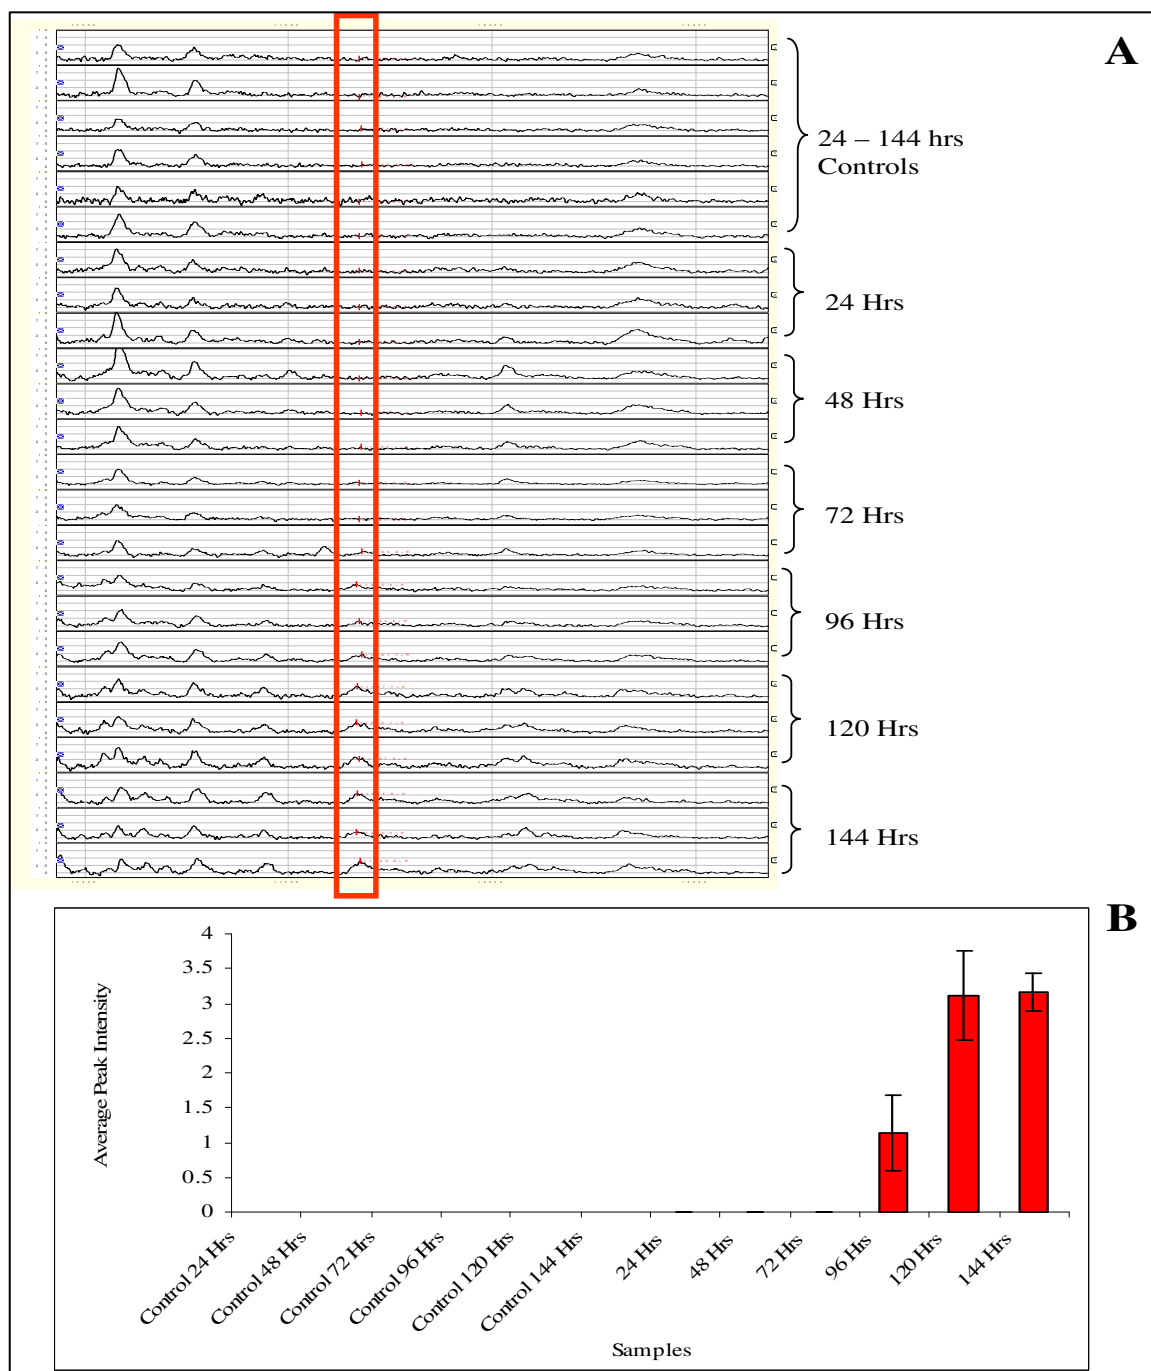 A
24 – 144 hrs
Controls
24 Hrs
48 Hrs
72 Hrs
96 Hrs
120 Hrs
144 Hrs
B
4
3.5
3
2.5
2
1.5
1
0.5
0
Average Peak Intensity
Control 24 Hrs
Control 48 Hrs
Control 72 Hrs
Control 96 Hrs
Control 120 Hrs
Control 144 Hrs
24 Hrs
48 Hrs
72 Hrs
96 Hrs
120 Hrs
144 Hrs
Samples